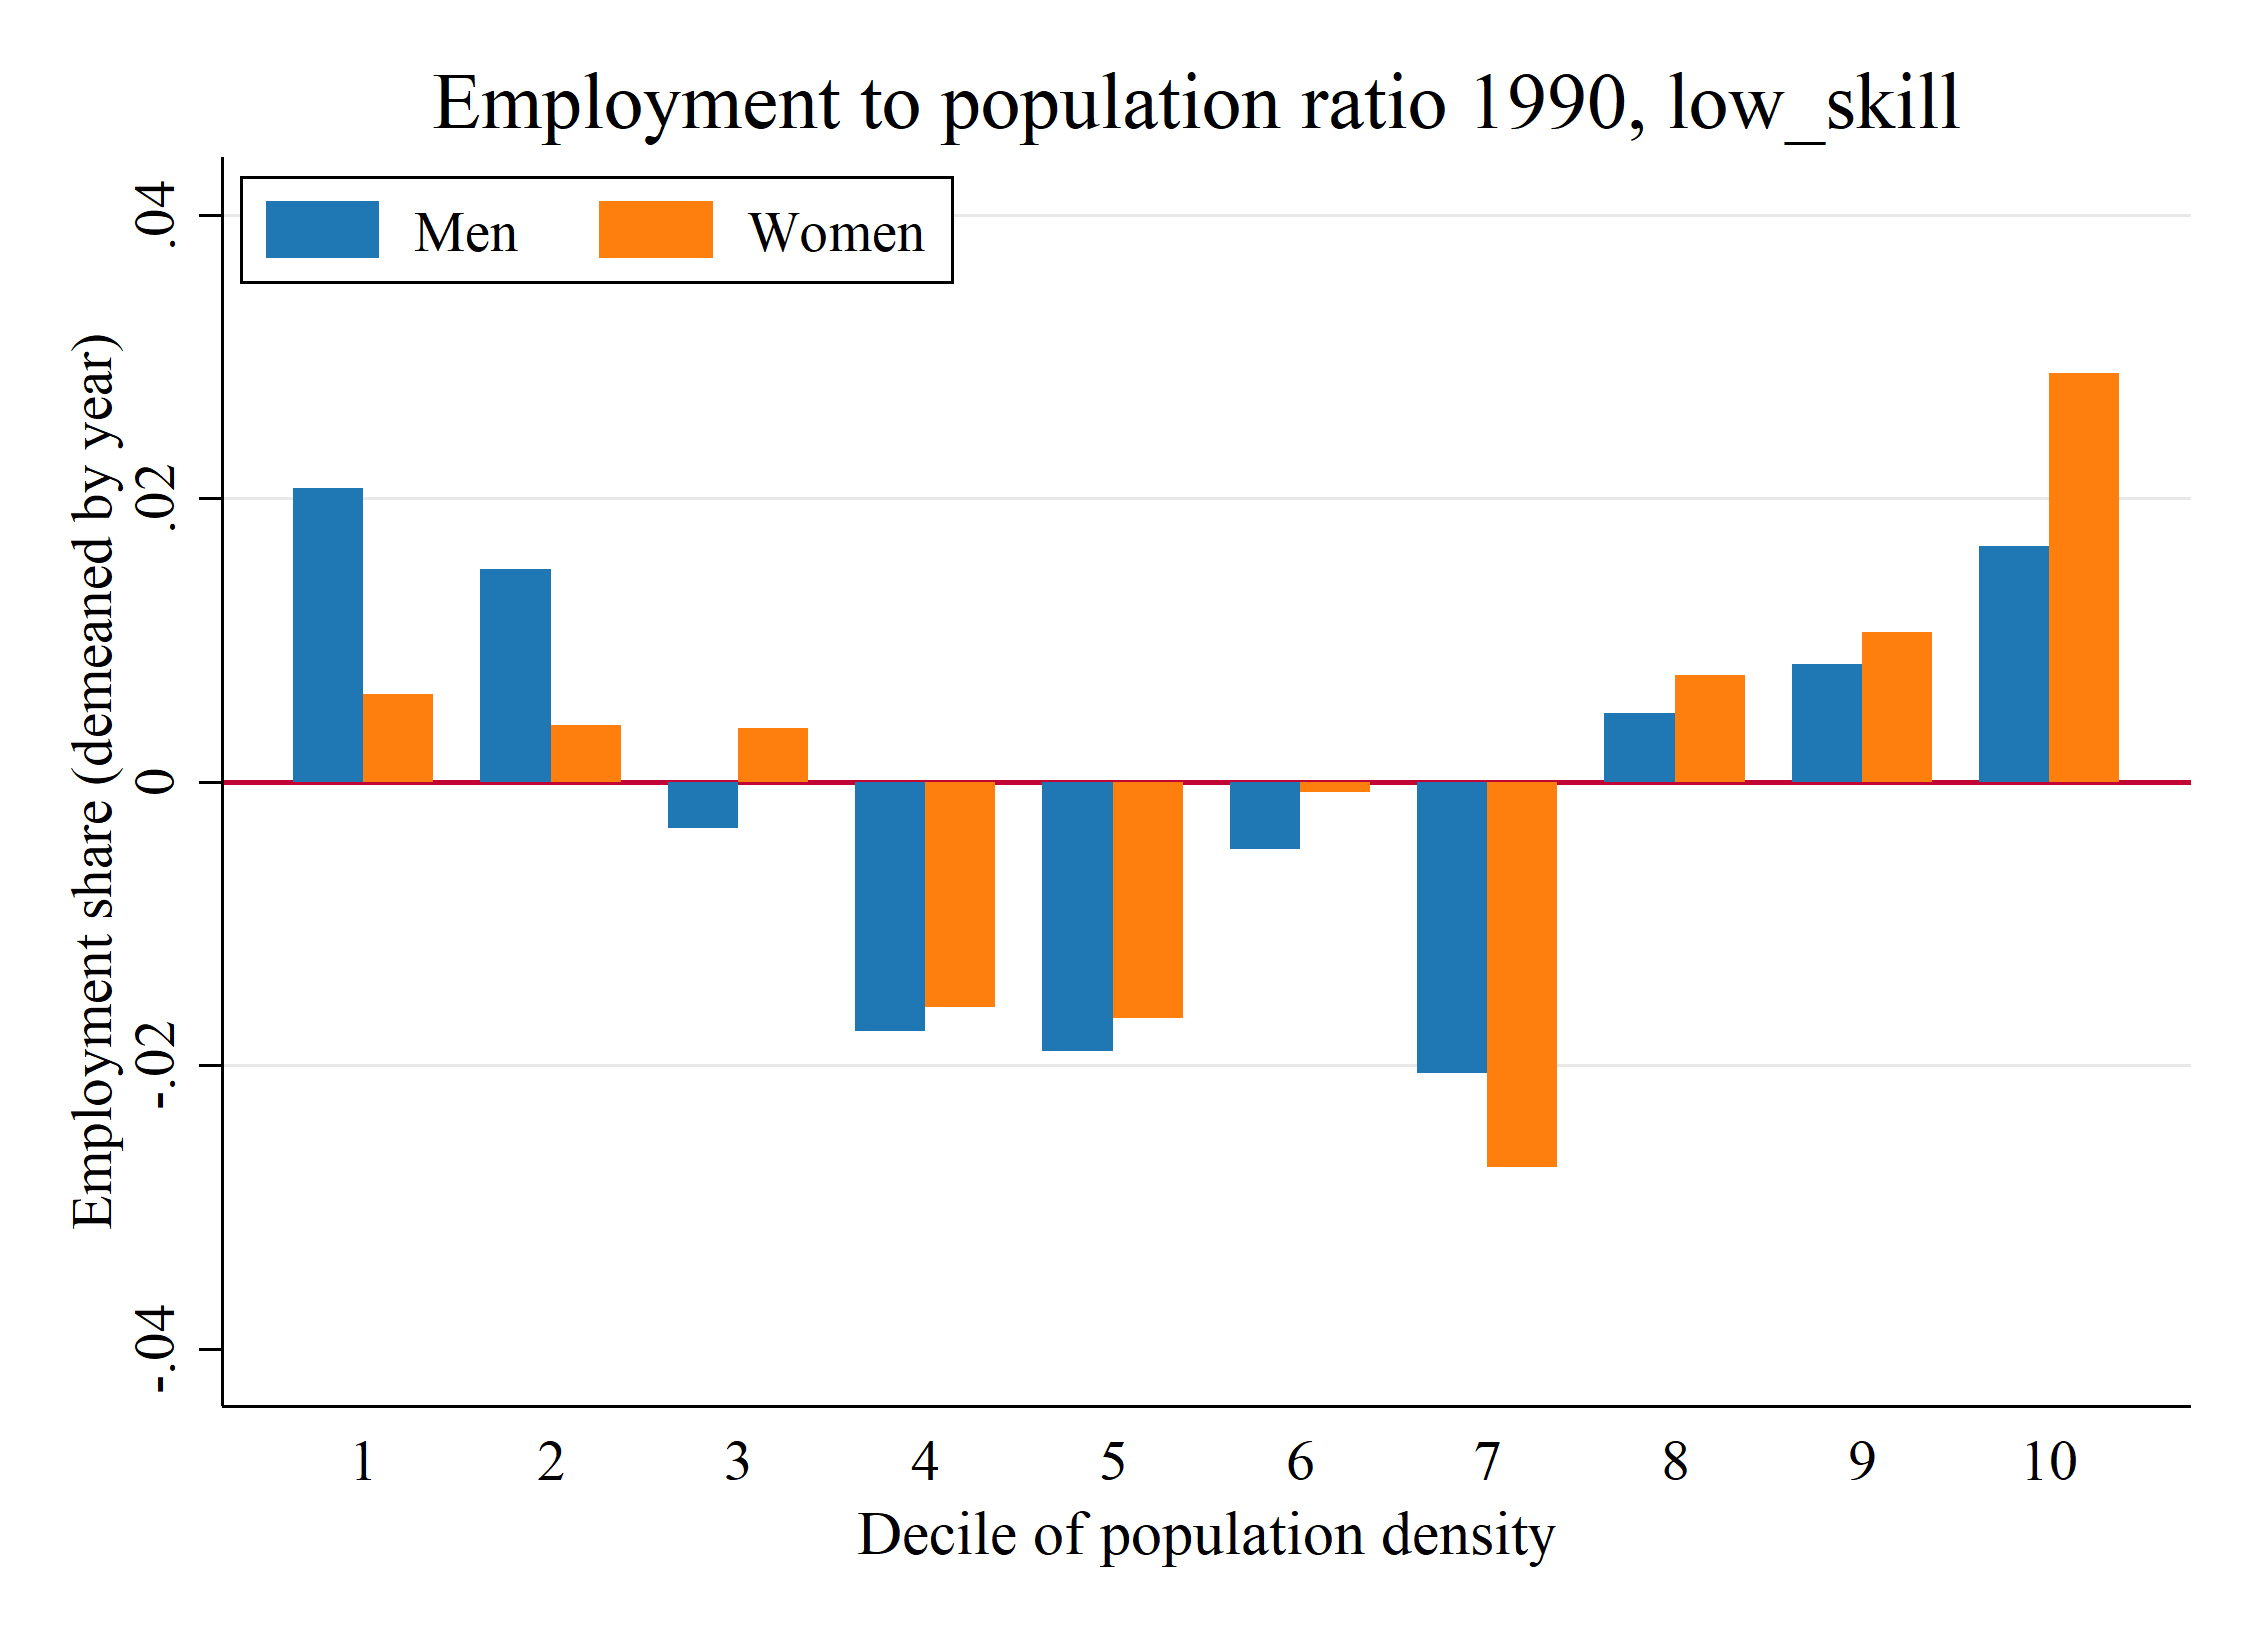 Employment to population ratio 1990, low_skill
Men
Women
Employment share (demeaned by year)
.04
.02
0
-.02
-.04
1 2 3 4 5 6 7 8 9 10
Decile of population density